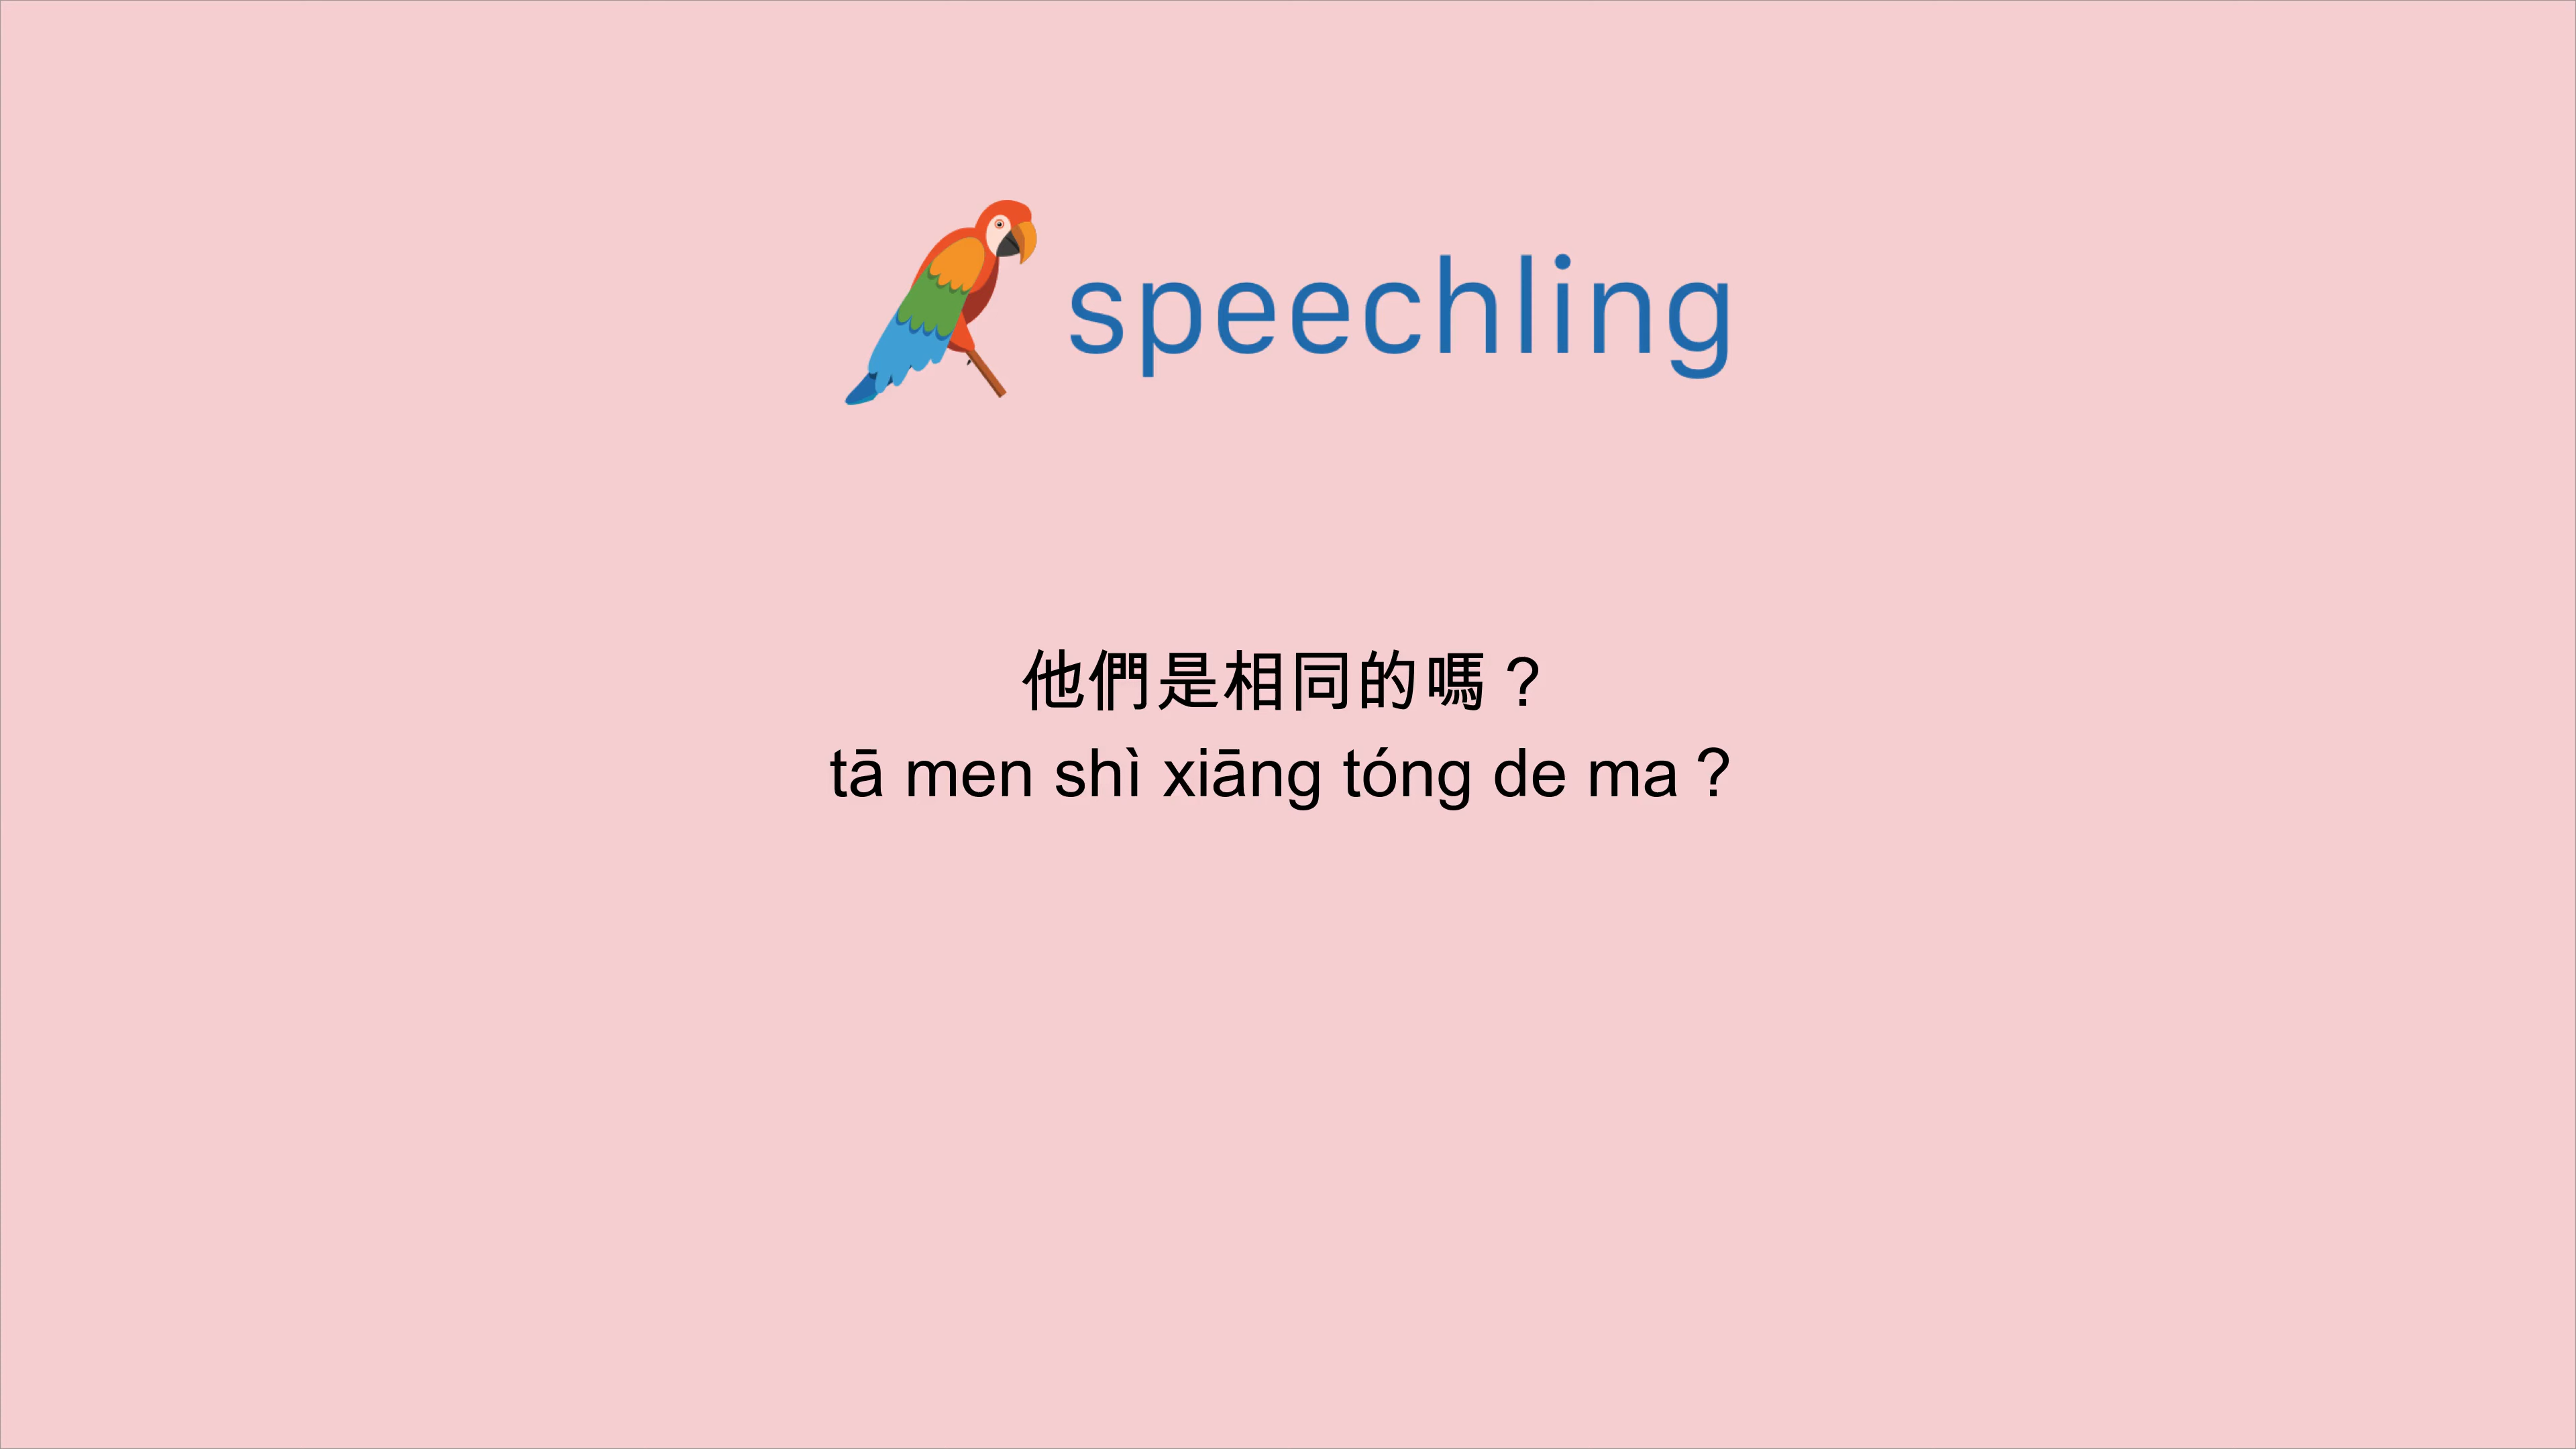 speechling
他們是相同的嗎？
tā men shì xiāng tóng de ma？